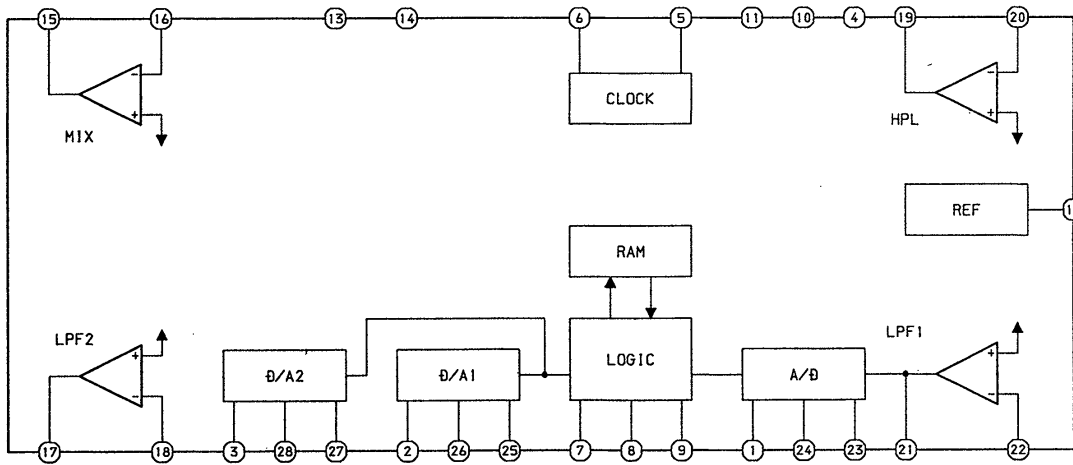 15 16 13 14 6 5 11 10 4 19 20
- + CLOCK - +
MIX HPL
REF
RAM
LPF2 LPF1
+ - D/A2 D/A1 LOGIC A/D + -
17 18 3 28 27 2 26 25 7 8 9 1 24 23 21 22